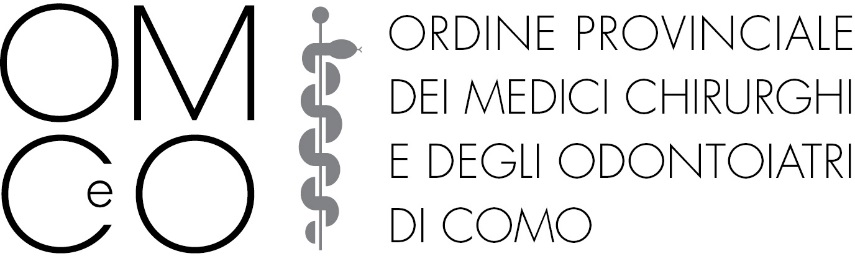 OM
CeO
ORDINE PROVINCIALE
DEI MEDICI CHIRURGHI
E DEGLI ODONTOIATRI
DI COMO